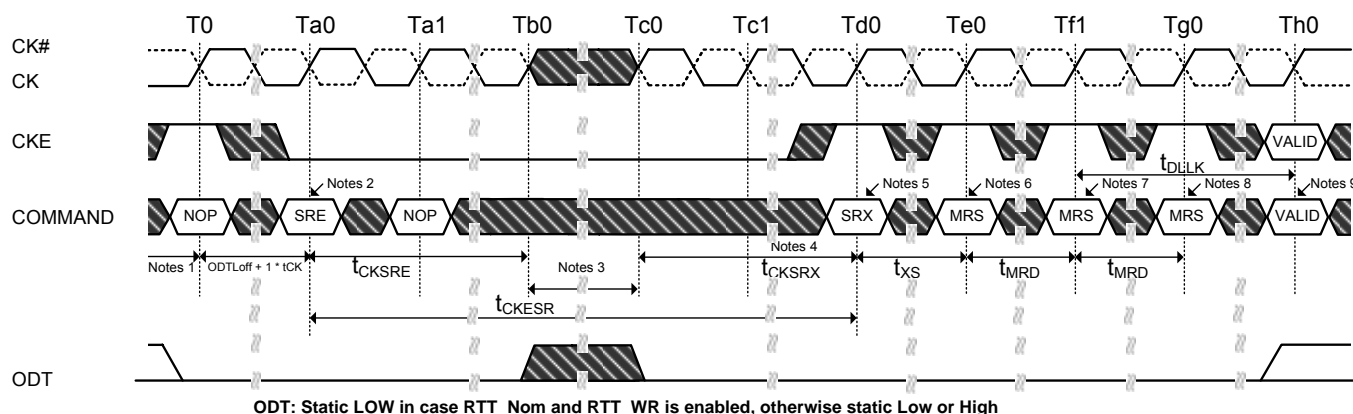 T0 Ta0 Ta1 Tb0 Tc0 Tc1 Td0 Te0 Tf1 Tg0 Th0
CK#
CK
CKE VALID
tDLLK
Notes 2 Notes 5 Notes 6 Notes 7 Notes 8 Notes 9
COMMAND NOP SRE NOP SRX MRS MRS MRS VALID
Notes 4
Notes 1 ODTLoff + 1 * tCK tCKSRE Notes 3 tCKSRX tXS tMRD tMRD
tCKESR
ODT
ODT: Static LOW in case RTT_Nom and RTT_WR is enabled, otherwise static Low or High